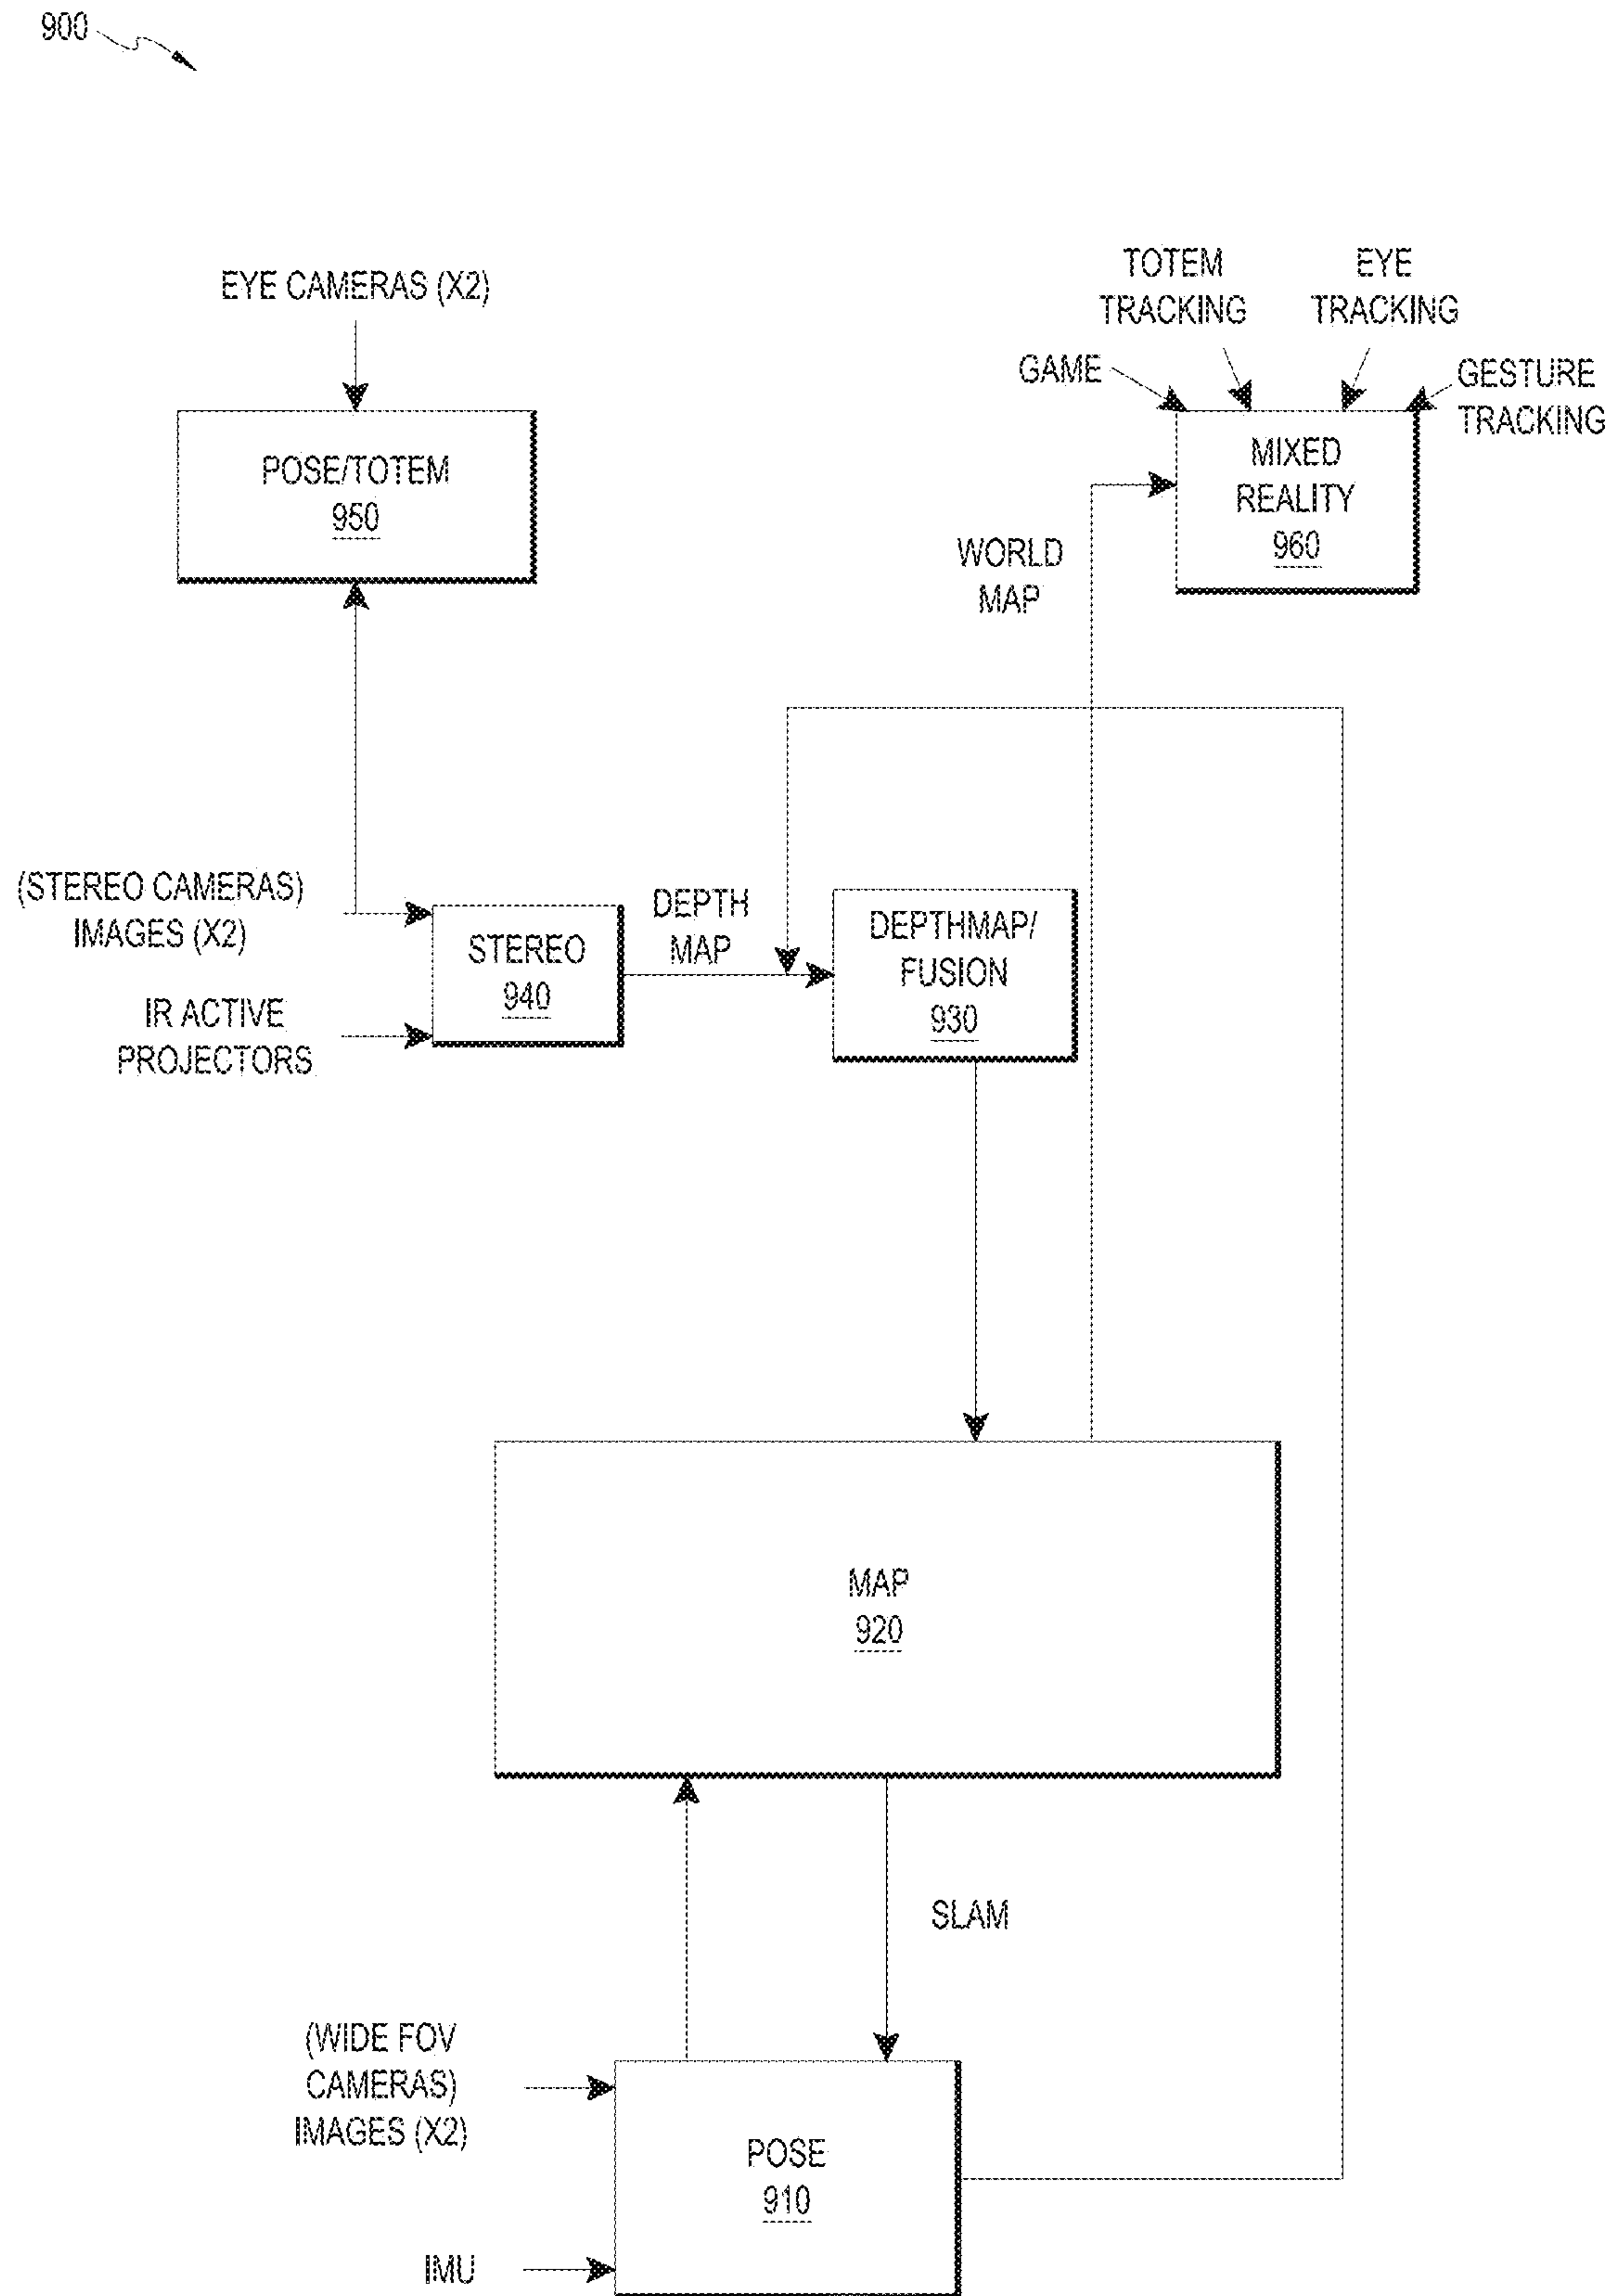 900
EYE CAMERAS (X2)
POSE/TOTEM
950
TOTEM
TRACKING
EYE
TRACKING
GAME
GESTURE
TRACKING
MIXED
REALITY
960
WORLD
MAP
(STEREO CAMERAS)
IMAGES (X2)
IR ACTIVE
PROJECTORS
STEREO
940
DEPTH
MAP
DEPTHMAP/
FUSION
930
MAP
920
SLAM
(WIDE FOV
CAMERAS)
IMAGES (X2)
POSE
910
IMU